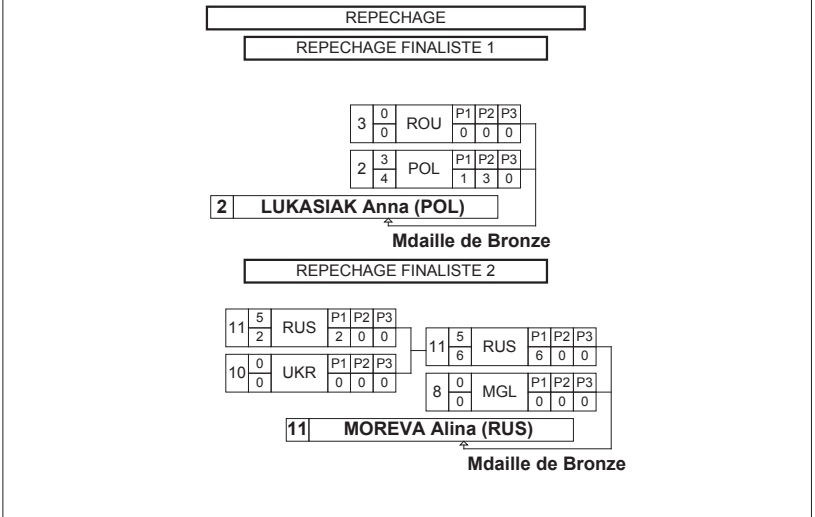 REPECHAGE
REPECHAGE FINALISTE 1
3 0 ROU P1 P2 P3
0 0 0 0
2 3 POL P1 P2 P3
4 1 3 0
2 LUKASIAK Anna (POL)
Mdaille de Bronze
REPECHAGE FINALISTE 2
11 5 RUS P1 P2 P3
2 2 0 0
10 0 UKR P1 P2 P3
0 0 0 0
11 5 RUS P1 P2 P3
6 6 0 0
8 0 MGL P1 P2 P3
0 0 0 0
11 MOREVA Alina (RUS)
Mdaille de Bronze